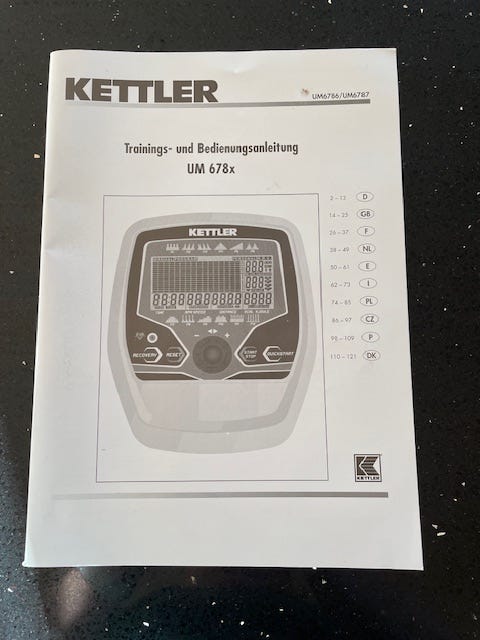 KETTLER
UM6786/UM6787
Trainings- und Bedienungsanleitung
UM 678x
2 – 13 D
14 – 25 GB
26 – 37 F
38 – 49 NL
50 – 61 E
62 – 73 I
74 – 85 PL
86 – 97 CZ
98 – 109 P
110 – 121 DK
KETTLER
TIME
DISTANCE
RECOVERY
RESET
START
STOP
QUICKSTART
K
KETTLER